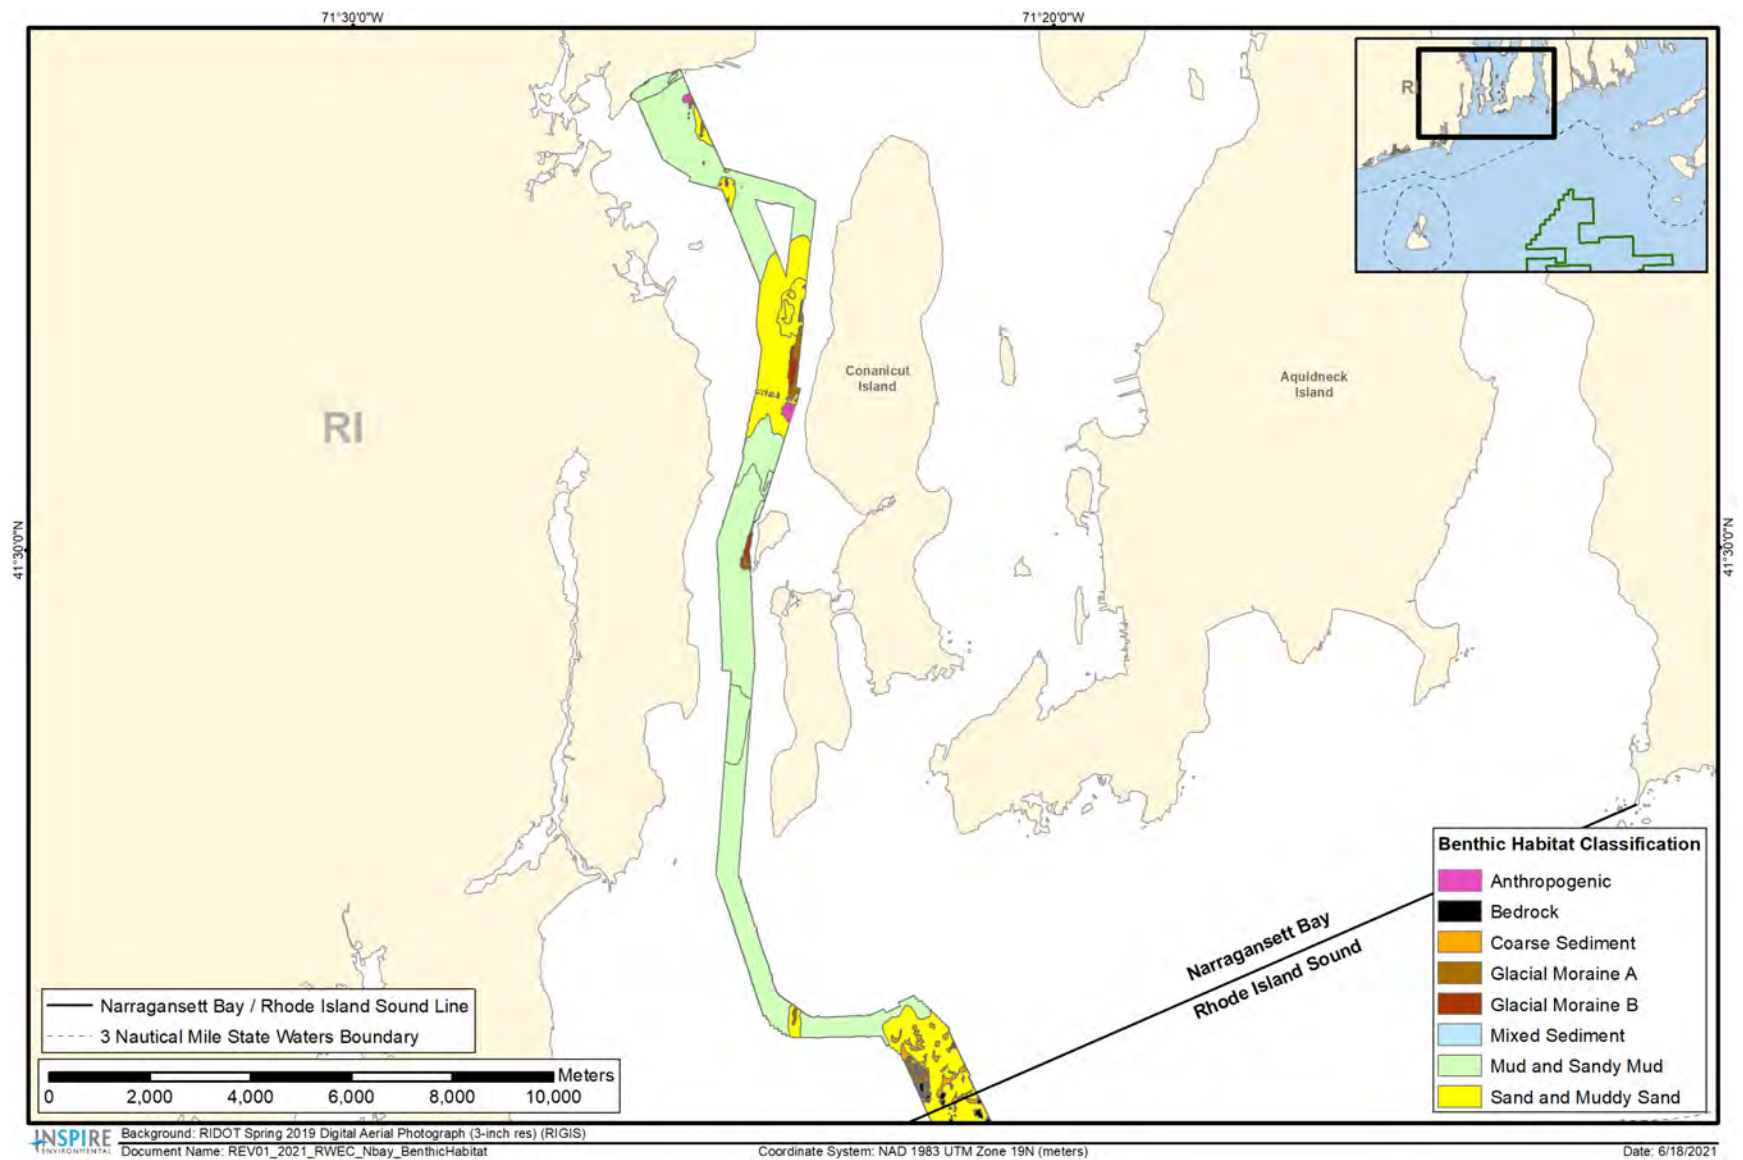 71°30'0"W
71°20'0"W
RI
RI
Conanicut
Island
Aquidneck
Island
41°30'0"N
41°30'0"N
Narragansett Bay
Rhode Island Sound
Benthic Habitat Classification
Anthropogenic
Bedrock
Coarse Sediment
Glacial Moraine A
Glacial Moraine B
Mixed Sediment
Mud and Sandy Mud
Sand and Muddy Sand
Narragansett Bay / Rhode Island Sound Line
3 Nautical Mile State Waters Boundary
Meters
0 2,000 4,000 6,000 8,000 10,000
INSPIRE
ENVIRONMENTAL
Background: RIDOT Spring 2019 Digital Aerial Photograph (3-inch res) (RIGIS)
Document Name: REV01_2021_RWEC_Nbay_BenthicHabitat
Coordinate System: NAD 1983 UTM Zone 19N (meters)
Date: 6/18/2021